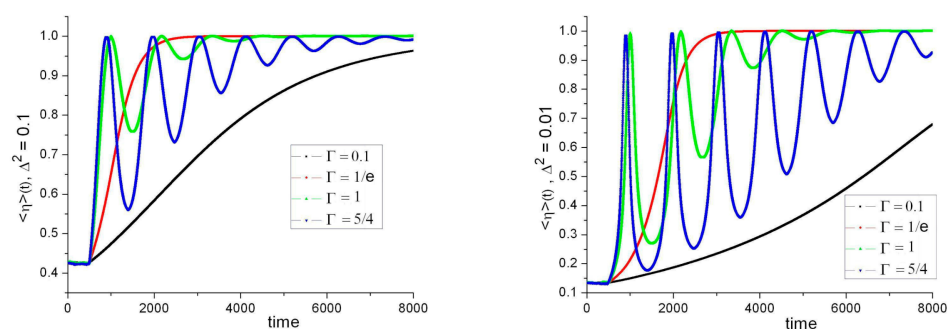 <η>(t), Δ² = 0.1
1.0
0.9
0.8
0.7
0.6
0.5
0.4
0
2000
4000
6000
8000
time
Γ = 0.1
Γ = 1/e
Γ = 1
Γ = 5/4
<η>(t), Δ² = 0.01
1.0
0.9
0.8
0.7
0.6
0.5
0.4
0.3
0.2
0.1
0
2000
4000
6000
8000
time
Γ = 0.1
Γ = 1/e
Γ = 1
Γ = 5/4